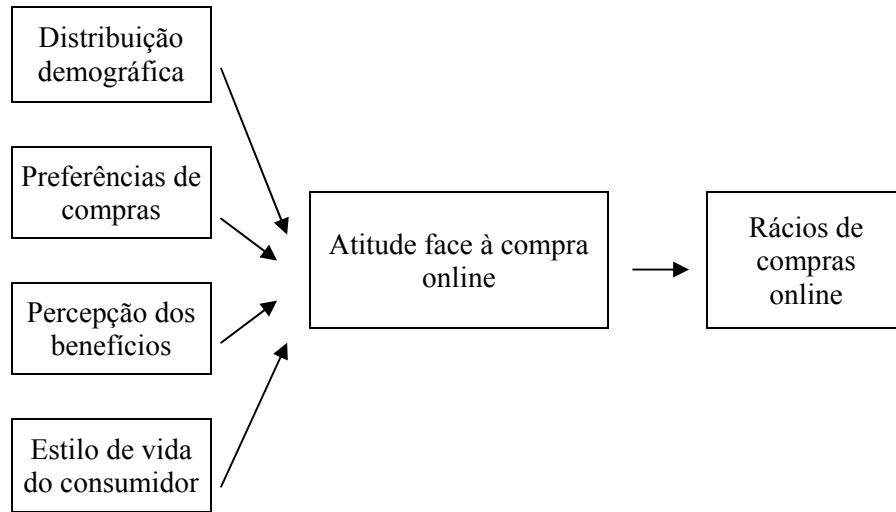 Distribuição
demográfica
Preferências de
compras
Percepção dos
benefícios
Estilo de vida
do consumidor
Atitude face à compra
online
Rácios de
compras
online